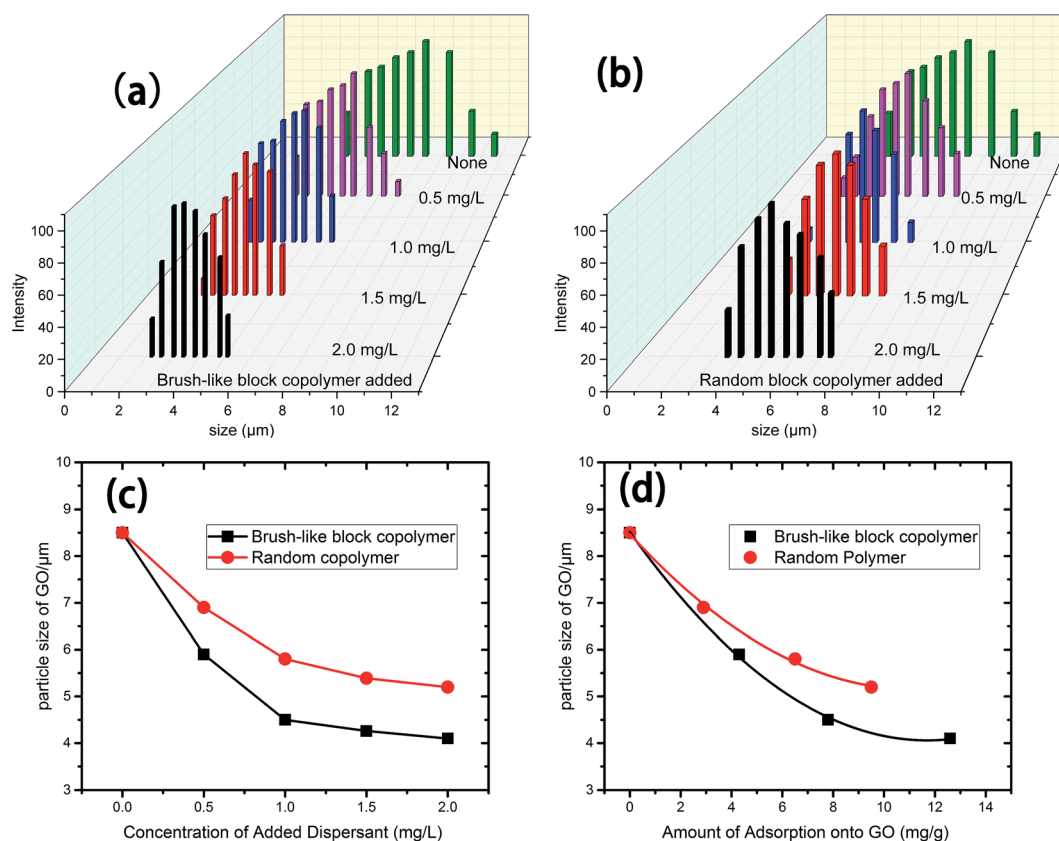 (a)
None
0.5 mg/L
1.0 mg/L
1.5 mg/L
2.0 mg/L
Brush-like block copolymer added
100
80
60
40
20
0
Intensity
0 2 4 6 8 10 12
size (µm)
(b)
None
0.5 mg/L
1.0 mg/L
1.5 mg/L
2.0 mg/L
Random block copolymer added
100
80
60
40
20
0
Intensity
0 2 4 6 8 10 12
size (µm)
(c)
Brush-like block copolymer
Random copolymer
10
9
8
7
6
5
4
3
particle size of GO/µm
0.0 0.5 1.0 1.5 2.0
Concentration of Added Dispersant (mg/L)
(d)
Brush-like block copolymer
Random Polymer
10
9
8
7
6
5
4
3
particle size of GO/µm
0 2 4 6 8 10 12 14
Amount of Adsorption onto GO (mg/g)